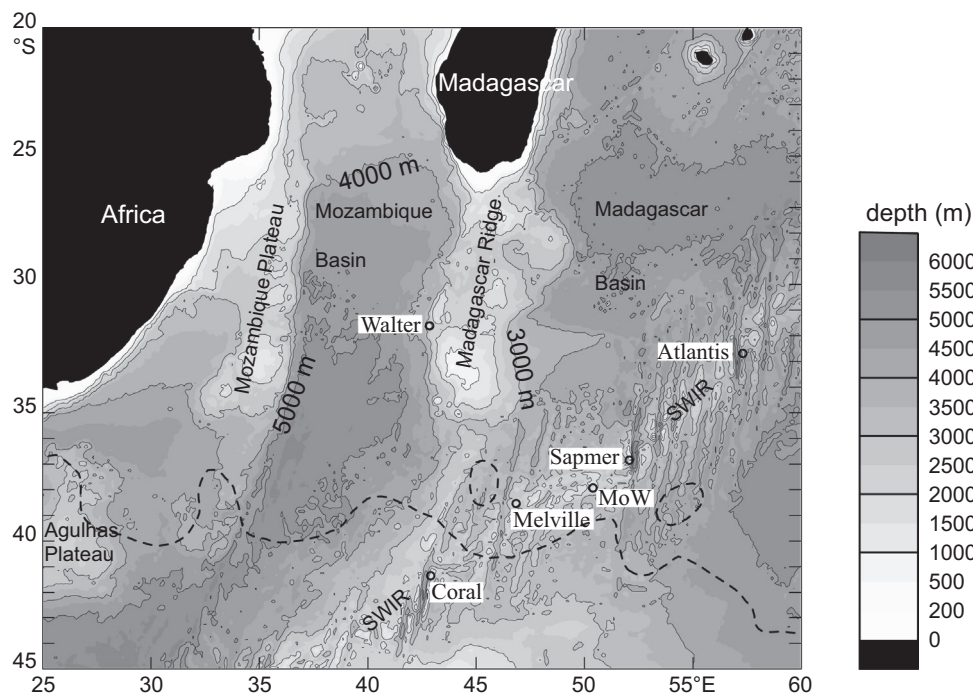 20
°S
25
30
35
40
45
25
30
35
40
45
50
55°E
60
Africa
Madagascar
4000 m
Mozambique
Basin
Mozambique Plateau
Madagascar Ridge
Madagascar
Basin
Walter
Atlantis
3000 m
5000 m
SWIR
Sapmer
MoW
Melville
Agulhas
Plateau
Coral
SWIR
depth (m)
6000
5500
5000
4500
4000
3500
3000
2500
2000
1500
1000
500
200
0